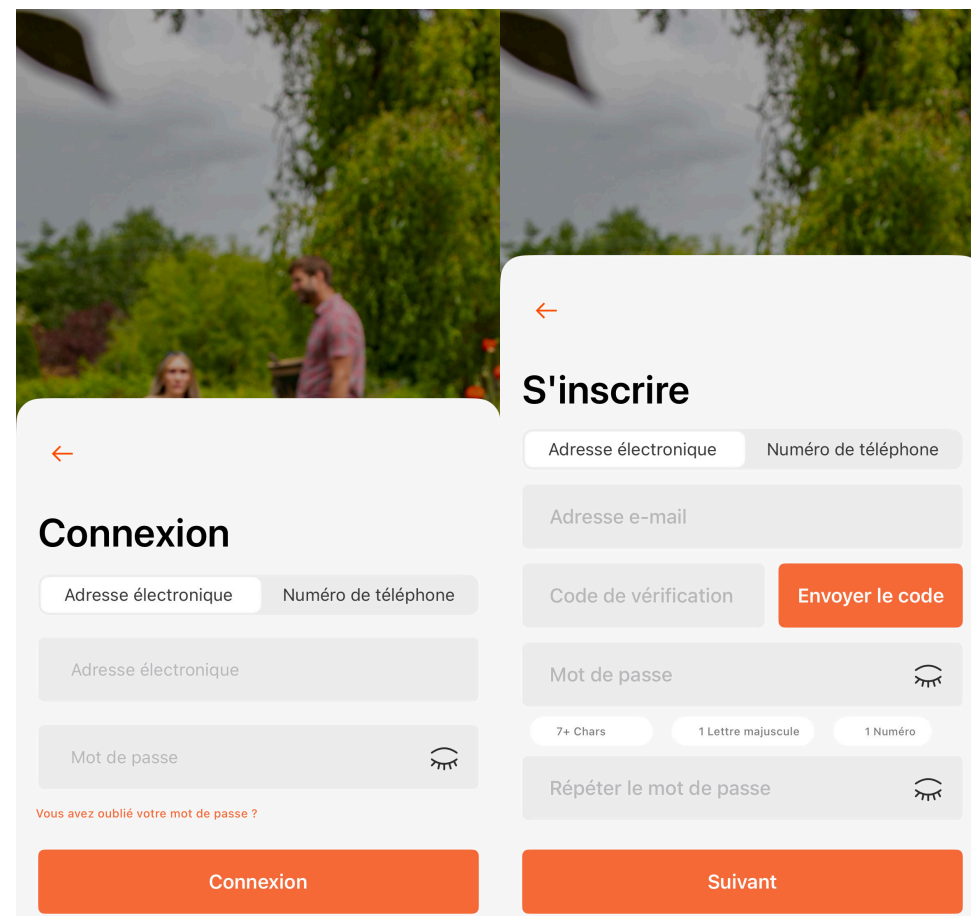 Connexion
Adresse électronique
Numéro de téléphone
Adresse électronique
Mot de passe
Vous avez oublié votre mot de passe ?
Connexion
S'inscrire
Adresse électronique
Numéro de téléphone
Adresse e-mail
Code de vérification
Envoyer le code
Mot de passe
7+ Chars
1 Lettre majuscule
1 Numéro
Répéter le mot de passe
Suivant